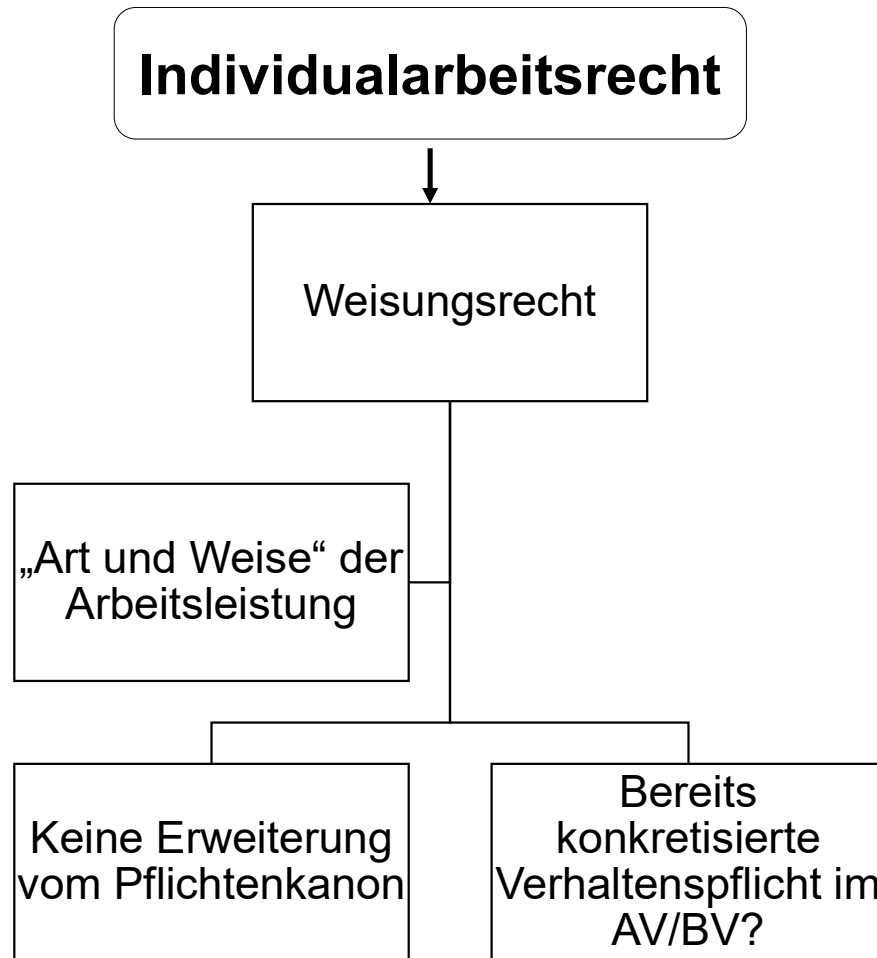 Individualarbeitsrecht
Weisungsrecht
„Art und Weise“ der
Arbeitsleistung
Keine Erweiterung
vom Pflichtenkanon
Bereits
konkretisierte
Verhaltenspflicht im
AV/BV?